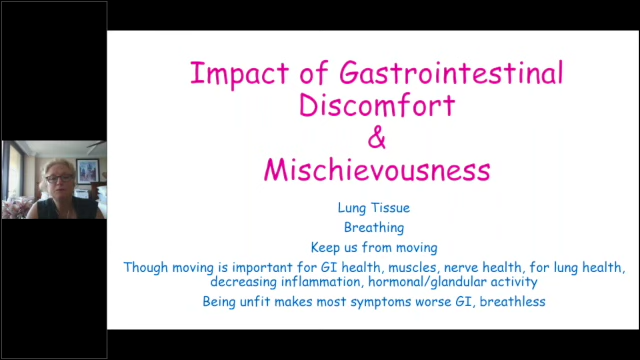 Impact of Gastrointestinal
Discomfort
&
Mischievousness
Lung Tissue
Breathing
Keep us from moving
Though moving is important for GI health, muscles, nerve health, for lung health,
decreasing inflammation, hormonal/glandular activity
Being unfit makes most symptoms worse GI, breathless